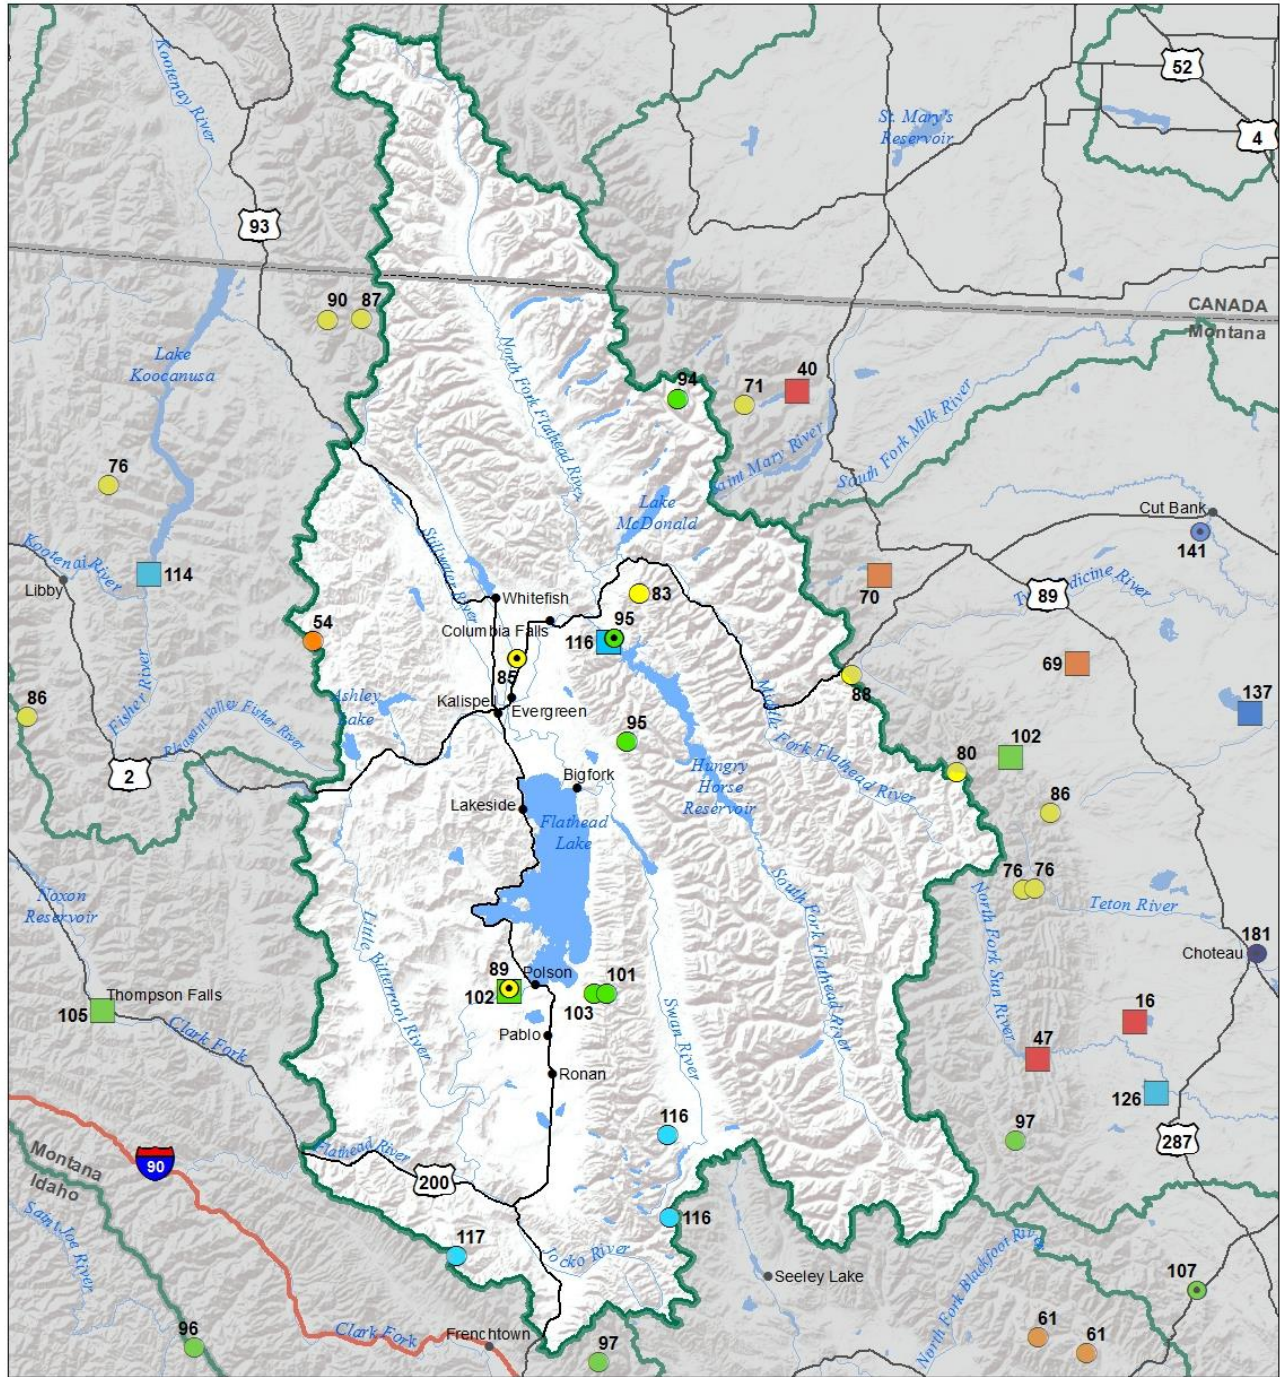 52
4
Kootenay River
St. Mary's
Reservoir
93
CANADA
Montana
90
87
Lake
Koocanusa
North Fork Flathead River
94
71
40
Saint Mary River
South Fork Milk River
76
Lake
McDonald
Cut Bank
141
Kootenai River
114
Libby
Stillwater River
Whitefish
83
70
89
Columbia Falls
95
116
54
85
69
88
86
Fisher River
Pleasant Valley Fisher River
Ashley
Lake
Kalispell
Evergreen
Middle Fork Flathead River
137
95
102
80
2
Bigfork
Hungry
Horse
Reservoir
Lakeside
Flathead
Lake
86
76
76
Noxon
Reservoir
Little Bitterroot River
South Fork Flathead River
North Fork Sun River
Teton River
181
Choteau
89
Polson
102
101
103
Thompson Falls
105
Clark Fork
Swan River
16
Pablo
47
Ronan
126
116
97
287
Montana
Idaho
90
Flathead River
200
Saint Joe River
116
117
Jocko River
North Fork Blackfoot River
Seeley Lake
107
96
Clark Fork
Frenchtown
97
61
61